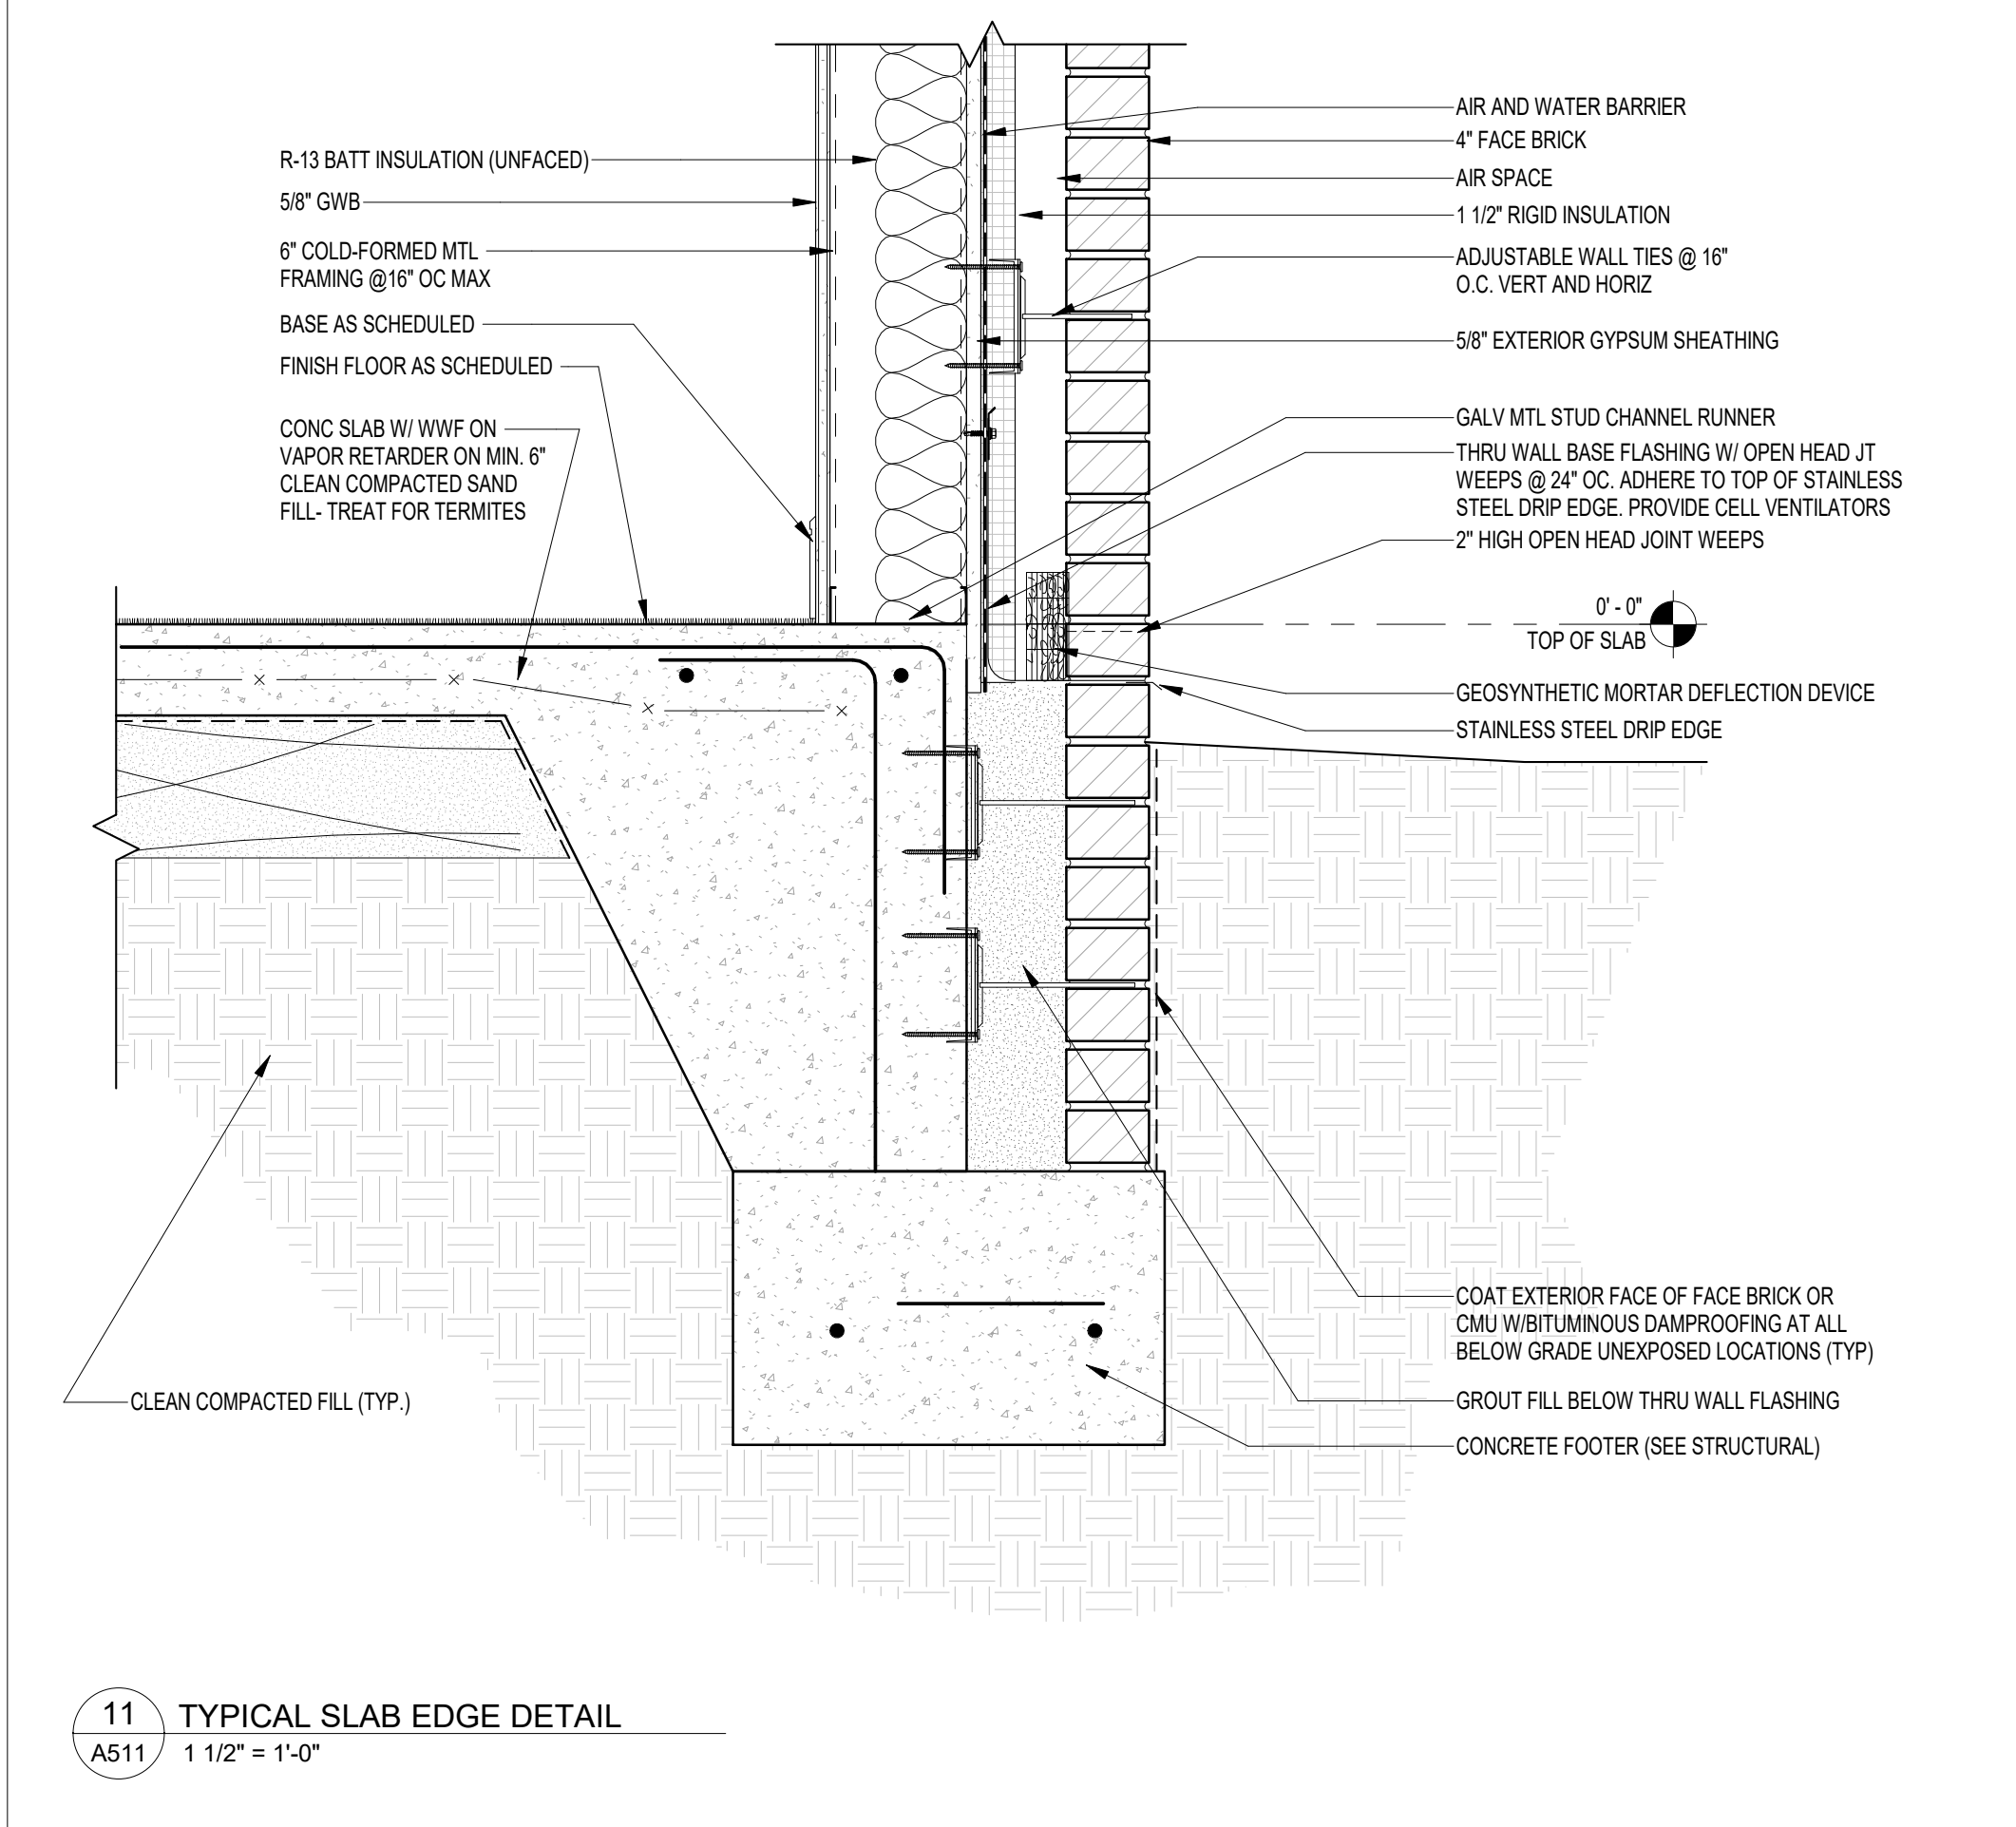 R-13 BATT INSULATION (UNFACED)
5/8" GWB
6" COLD-FORMED MTL
FRAMING @16" OC MAX
BASE AS SCHEDULED
FINISH FLOOR AS SCHEDULED
CONC SLAB W/ WWF ON
VAPOR RETARDER ON MIN. 6"
CLEAN COMPACTED SAND
FILL- TREAT FOR TERMITES
AIR AND WATER BARRIER
4" FACE BRICK
AIR SPACE
1 1/2" RIGID INSULATION
ADJUSTABLE WALL TIES @ 16"
O.C. VERT AND HORIZ
5/8" EXTERIOR GYPSUM SHEATHING
GALV MTL STUD CHANNEL RUNNER
THRU WALL BASE FLASHING W/ OPEN HEAD JT
WEEPS @ 24" OC. ADHERE TO TOP OF STAINLESS
STEEL DRIP EDGE. PROVIDE CELL VENTILATORS
2" HIGH OPEN HEAD JOINT WEEPS
0' - 0"
TOP OF SLAB
GEOSYNTHETIC MORTAR DEFLECTION DEVICE
STAINLESS STEEL DRIP EDGE
COAT EXTERIOR FACE OF FACE BRICK OR
CMU W/BITUMINOUS DAMPROOFING AT ALL
BELOW GRADE UNEXPOSED LOCATIONS (TYP)
GROUT FILL BELOW THRU WALL FLASHING
CONCRETE FOOTER (SEE STRUCTURAL)
CLEAN COMPACTED FILL (TYP.)
11
TYPICAL SLAB EDGE DETAIL
A511
1 1/2" = 1'-0"